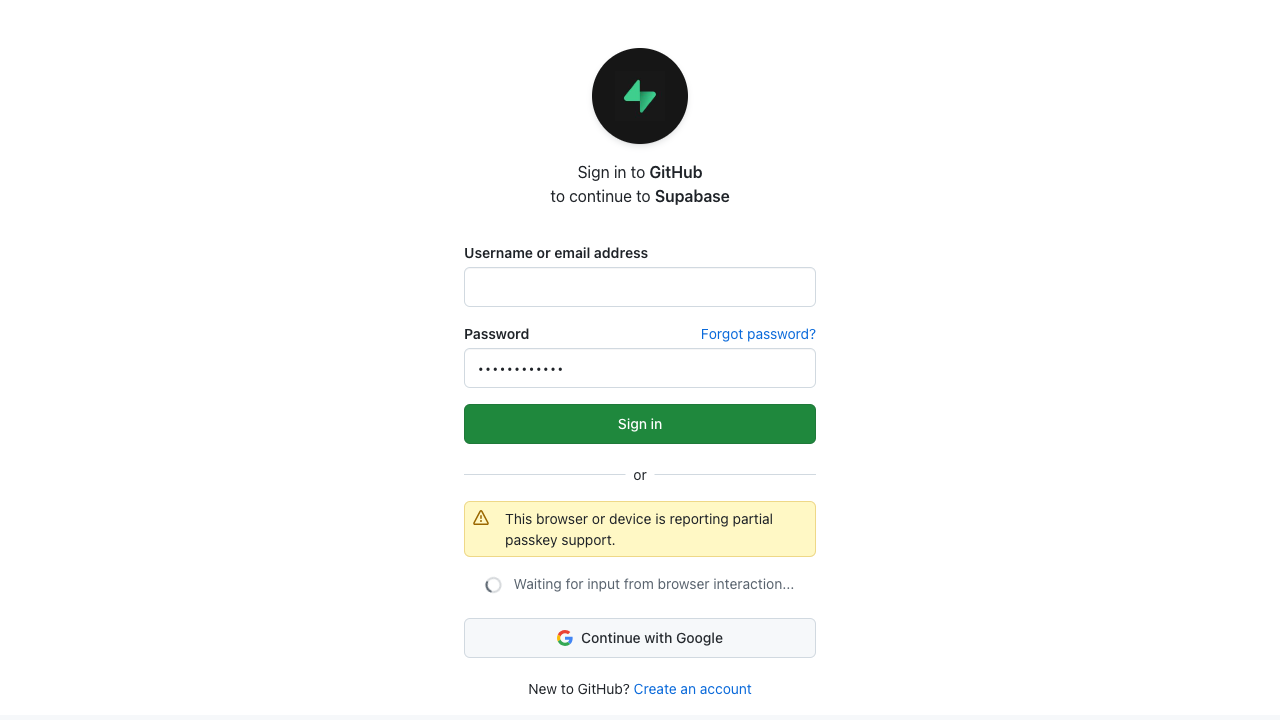 Sign in to GitHub
to continue to Supabase
Username or email address
Password
Forgot password?
••••••••••••
Sign in
or
This browser or device is reporting partial
passkey support.
Waiting for input from browser interaction...
Continue with Google
New to GitHub? Create an account